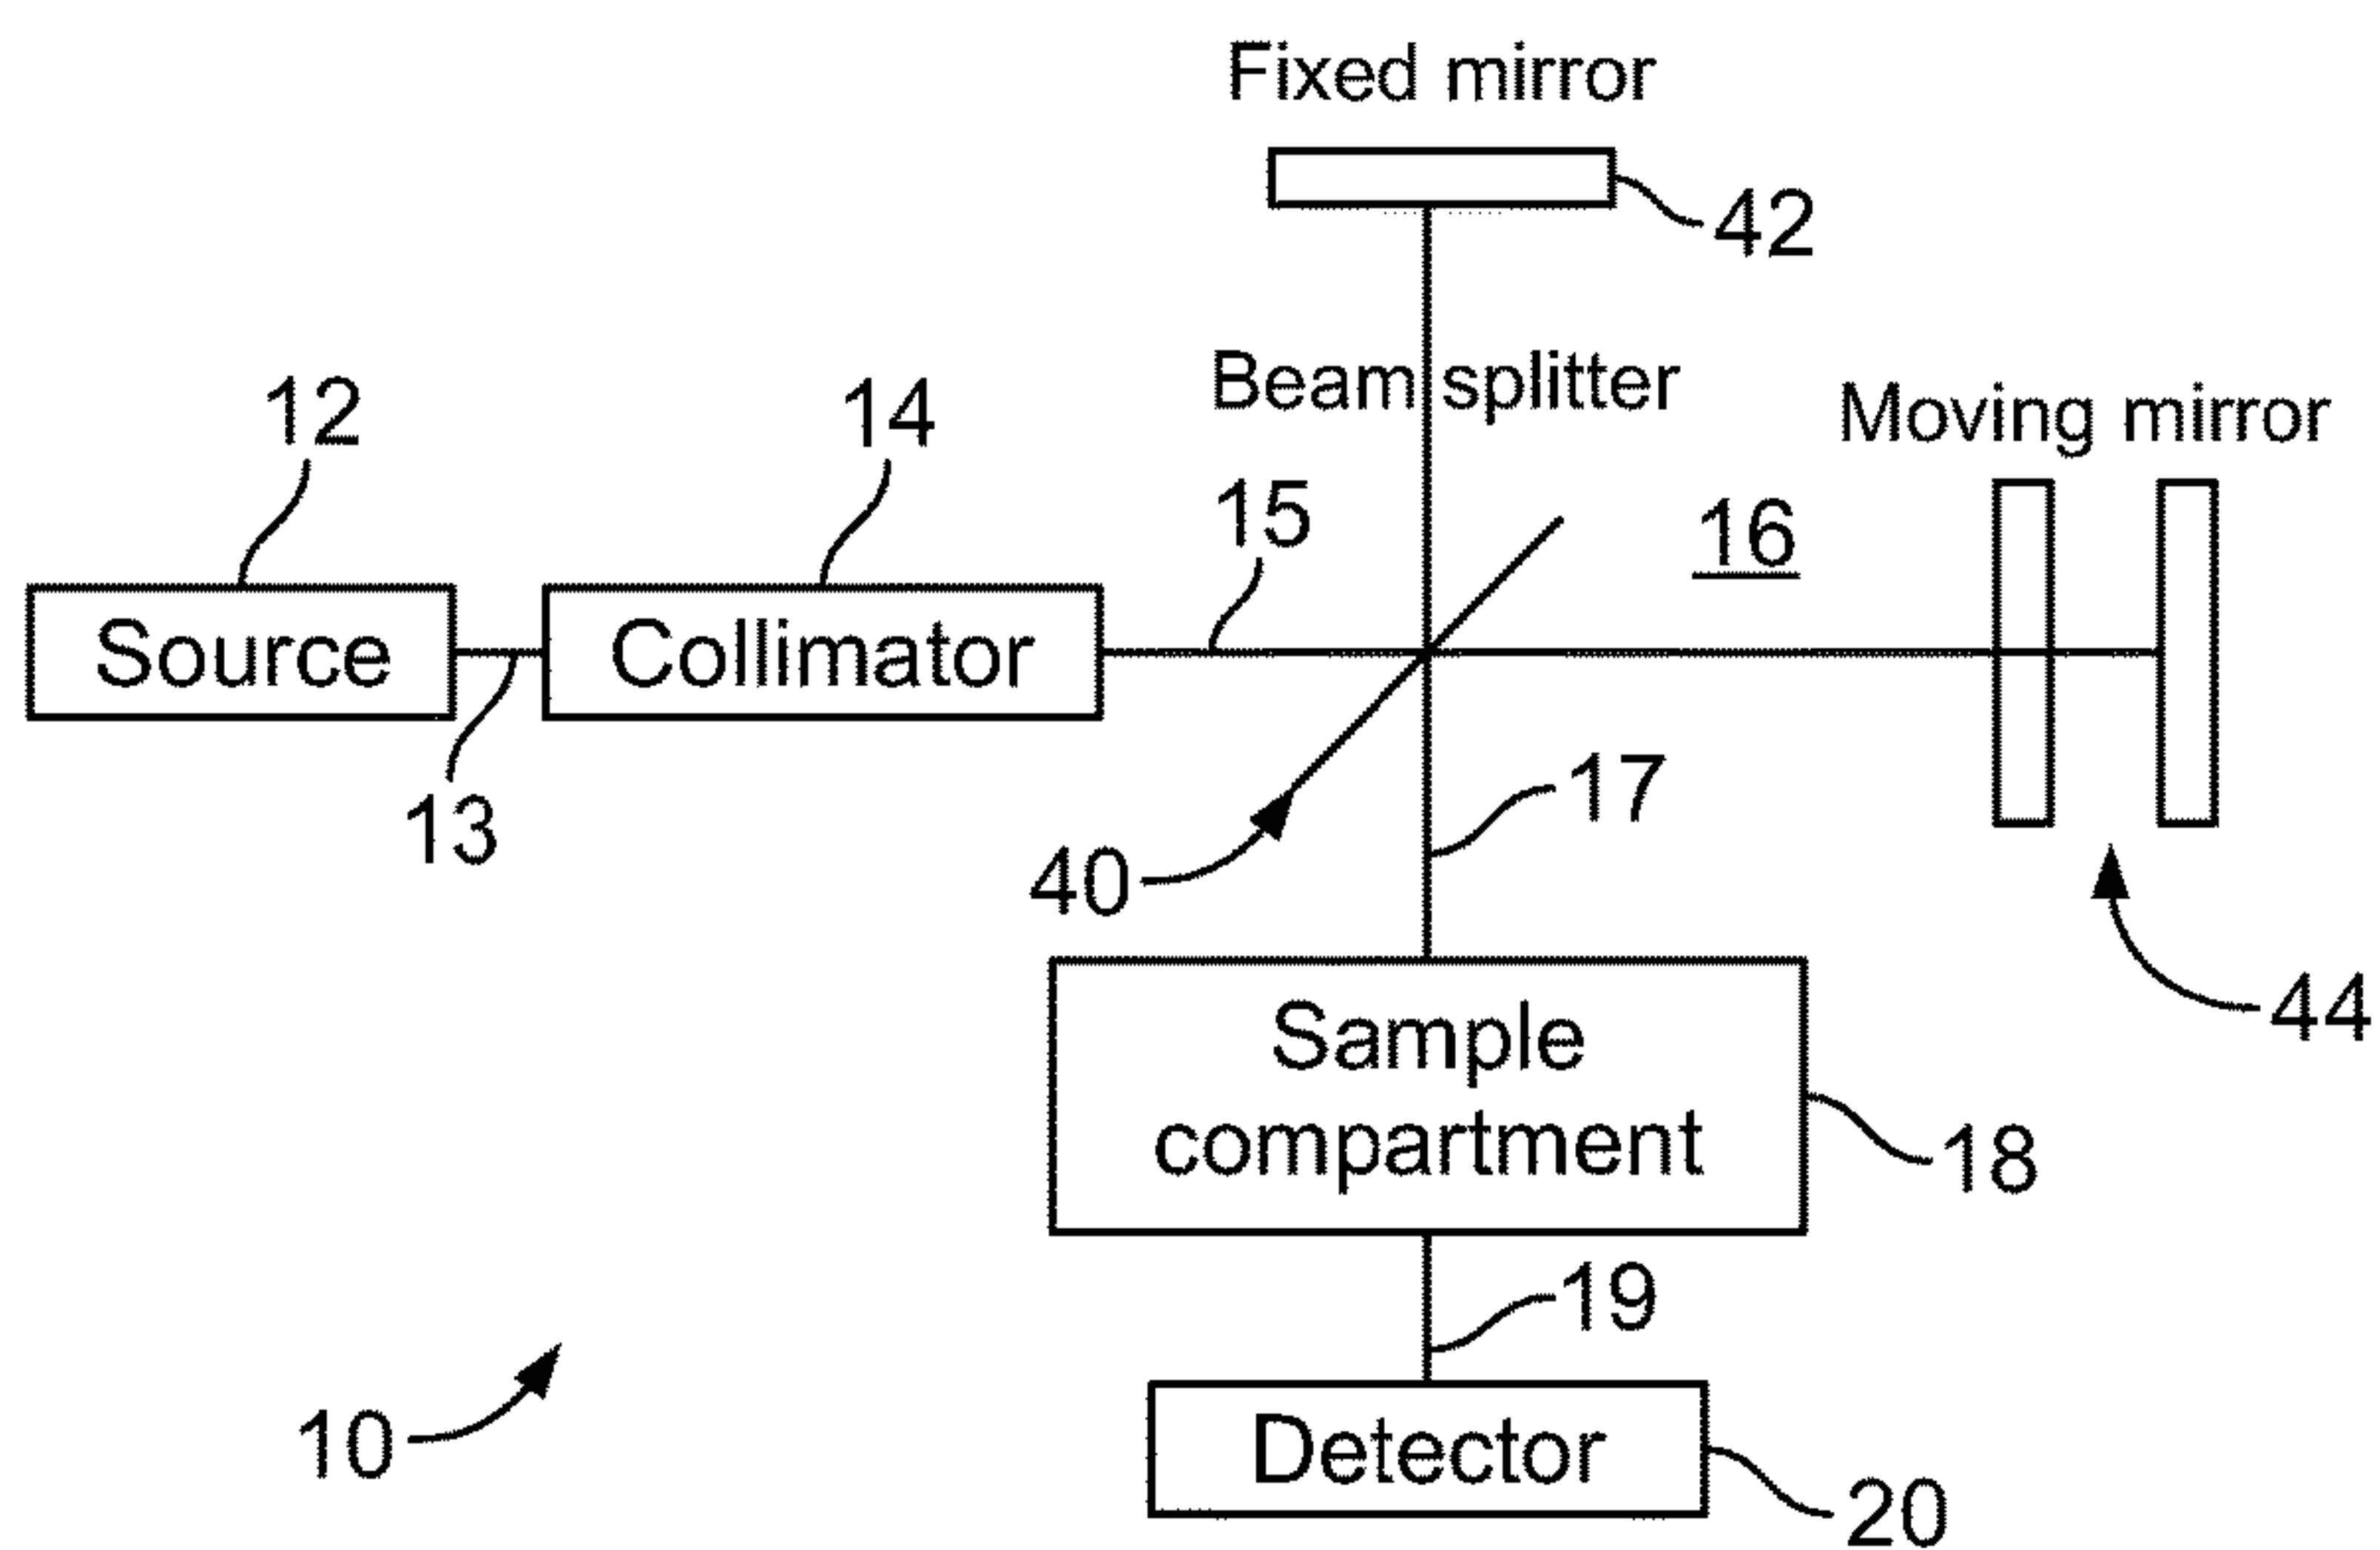 Fixed mirror
42
Beam splitter
Moving mirror
12
14
15
16
Source
Collimator
13
17
40
44
Sample
compartment
18
19
10
Detector
20